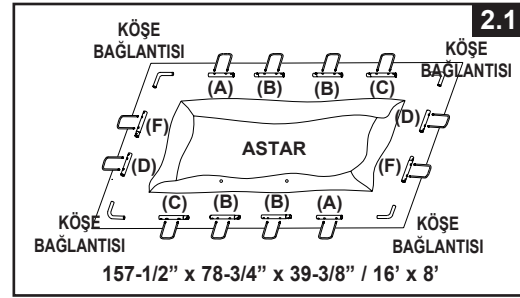 2.1
KÖŞE
BAĞLANTISI
KÖŞE
BAĞLANTISI
(A) (B) (B) (C)
(F) (D)
ASTAR
(D) (F)
(C) (B) (B) (A)
KÖŞE
BAĞLANTISI
KÖŞE
BAĞLANTISI
157-1/2” x 78-3/4” x 39-3/8” / 16’ x 8’